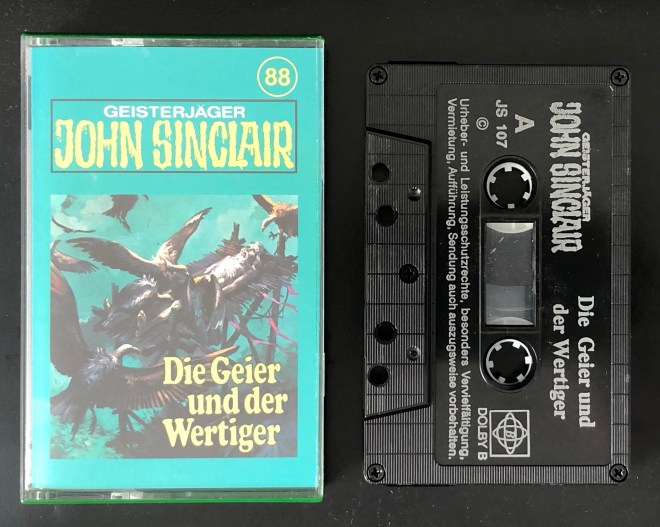 88
GEISTERJÄGER
JOHN SINCLAIR
Die Geier
und der
Wertiger
GEISTERJÄGER
JOHN SINCLAIR
Die Geier und
der Wertiger
A
JS 107
©
DOLBY B
Urheber- und Leistungsschutzrechte, besonders Vervielfältigung,
Vermietung, Aufführung, Sendung auch auszugsweise vorbehalten.